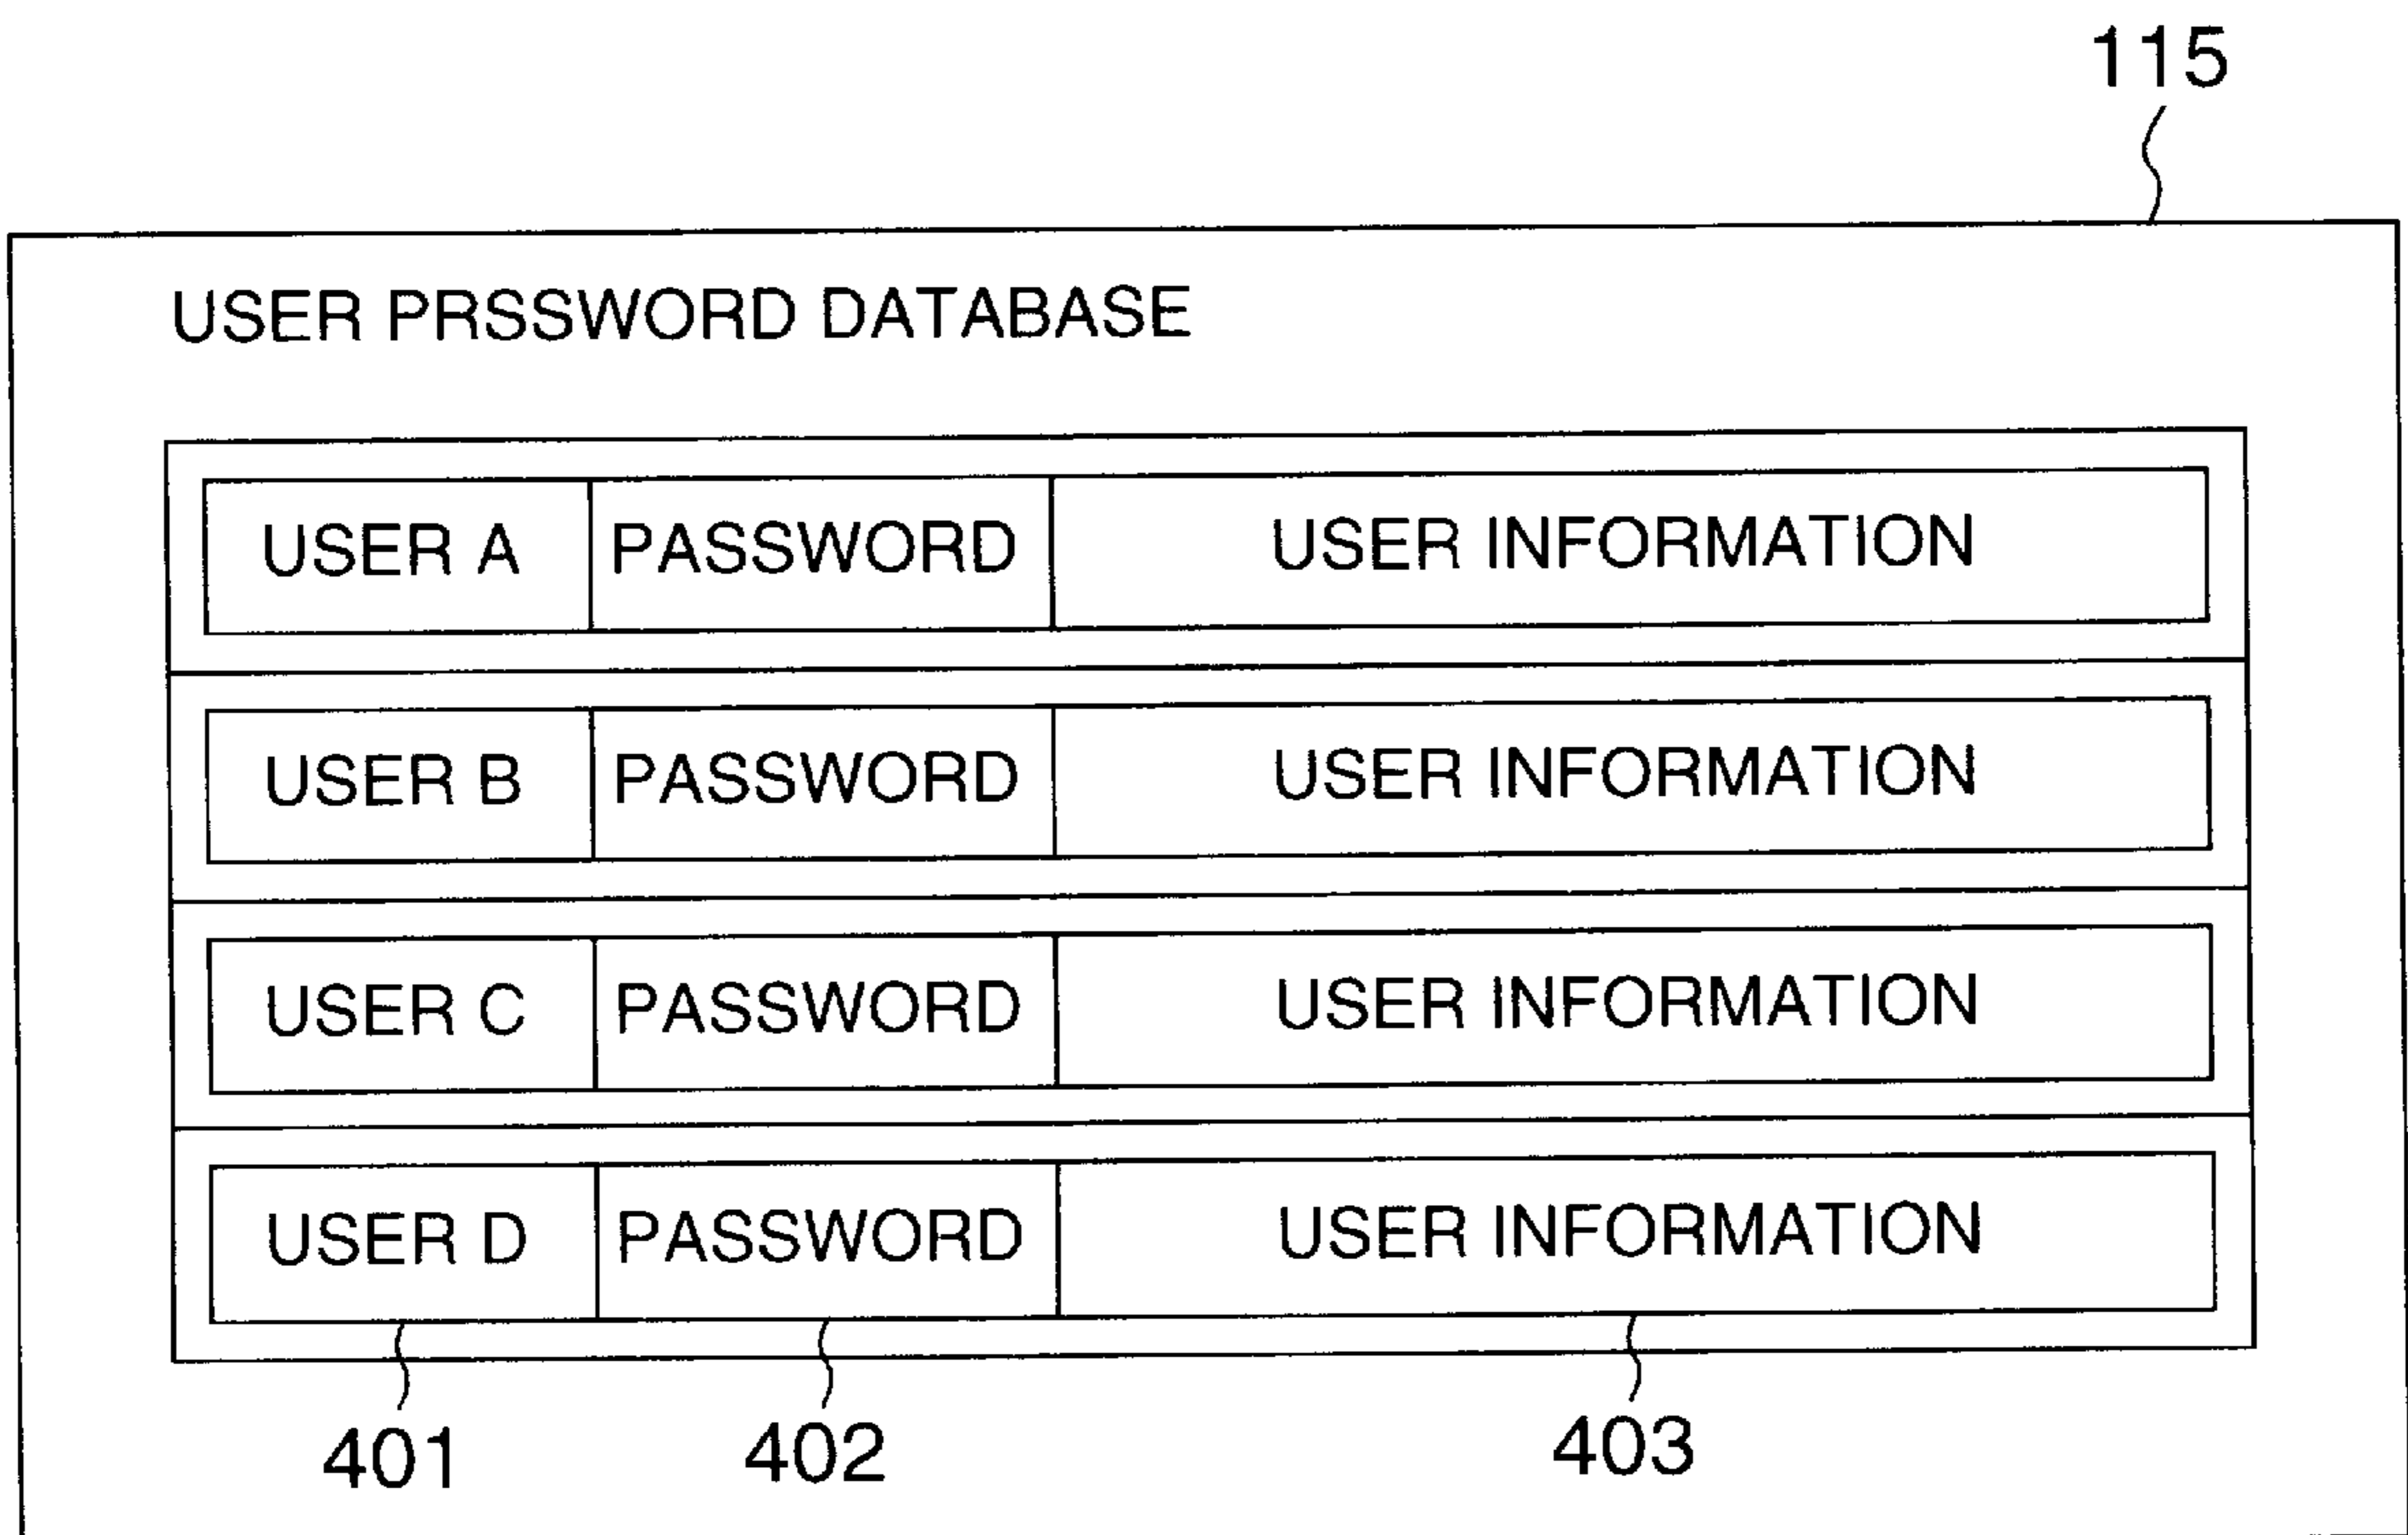 115
USER PRSSWORD DATABASE
USER A PASSWORD USER INFORMATION
USER B PASSWORD USER INFORMATION
USER C PASSWORD USER INFORMATION
USER D PASSWORD USER INFORMATION
401 402 403